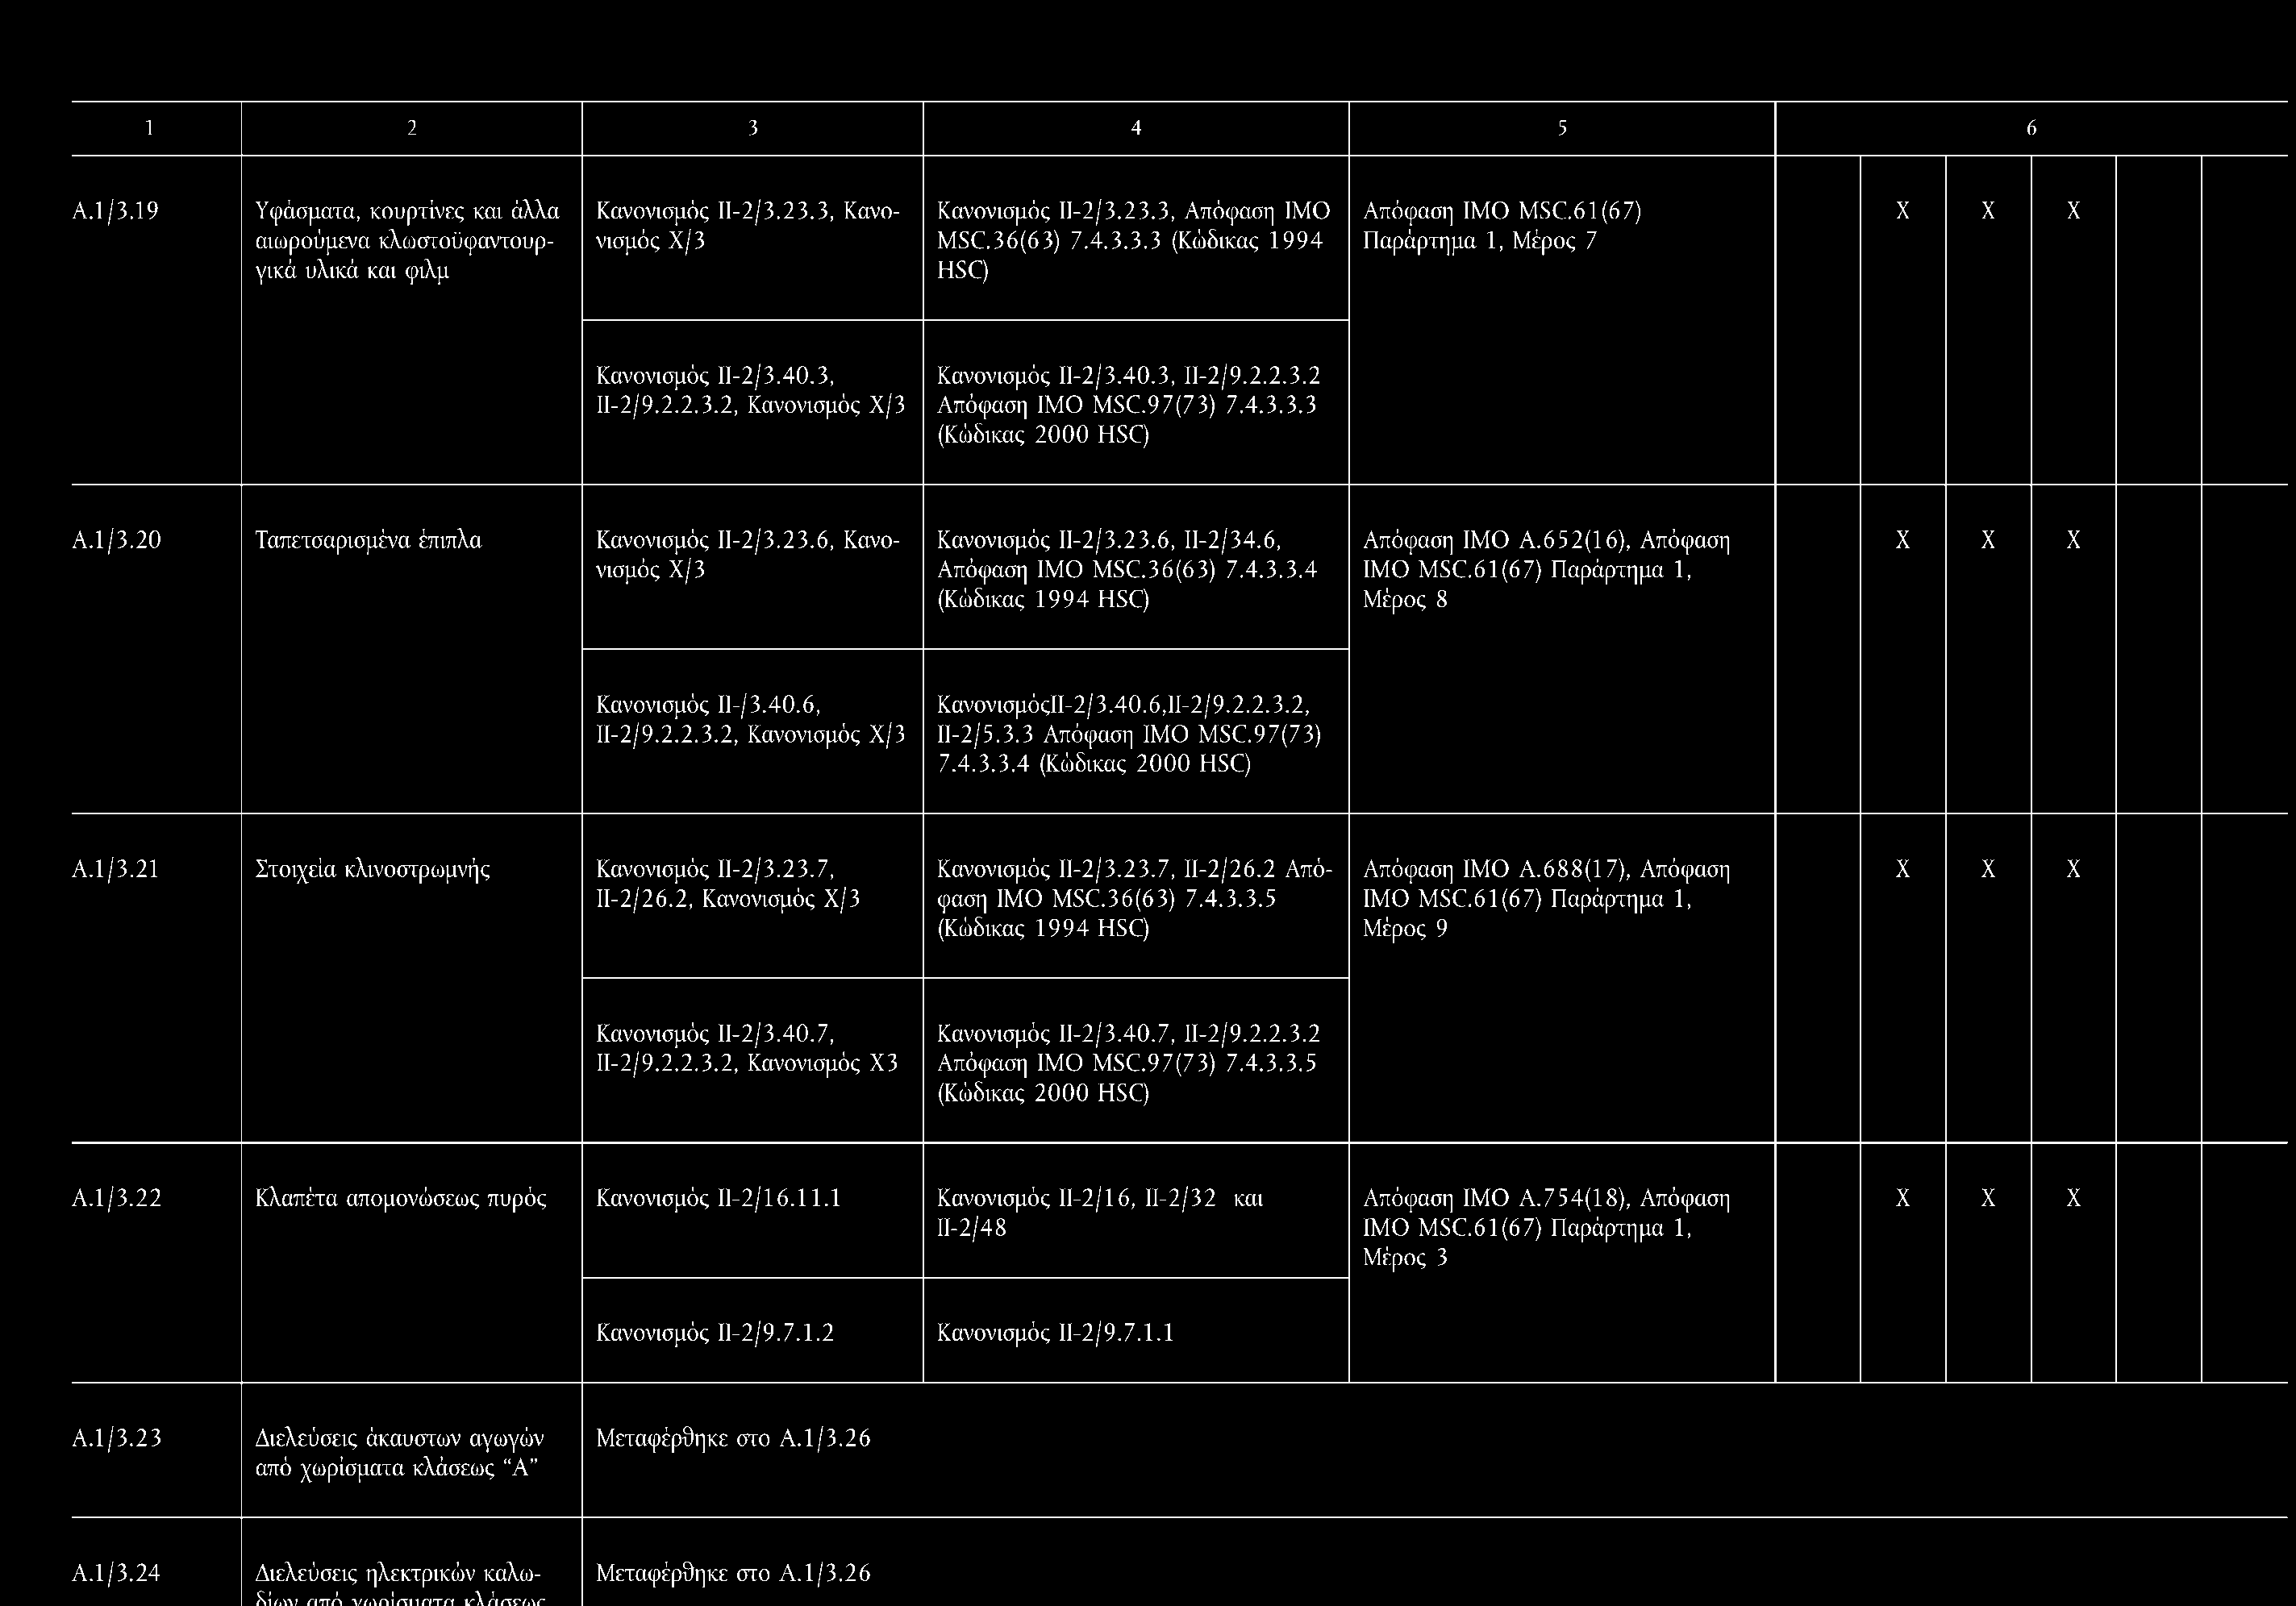 1 2 3 4 5 6
Α.1/3.19
Υφάσματα, κουρτίνες και άλλα
αιωρούμενα κλωστοϋφαντουρ-
γικά υλικά και φιλμ
Κανονισμός ΙΙ-2/3.23.3, Κανο-
νισμός Χ/3
Κανονισμός ΙΙ-2/3.23.3, Απόφαση ΙΜΟ
MSC.36(63) 7.4.3.3.3 (Κώδικας 1994
HSC)
Απόφαση ΙΜΟ MSC.61(67)
Παράρτημα 1, Μέρος 7
X X X
Κανονισμός ΙΙ-2/3.40.3,
ΙΙ-2/9.2.2.3.2, Κανονισμός Χ/3
Κανονισμός ΙΙ-2/3.40.3, ΙΙ-2/9.2.2.3.2
Απόφαση ΙΜΟ MSC.97(73) 7.4.3.3.3
(Κώδικας 2000 HSC)
Α.1/3.20
Ταπετσαρισμένα έπιπλα
Κανονισμός ΙΙ-2/3.23.6, Κανο-
νισμός Χ/3
Κανονισμός ΙΙ-2/3.23.6, ΙΙ-2/34.6,
Απόφαση ΙΜΟ MSC.36(63) 7.4.3.3.4
(Κώδικας 1994 HSC)
Απόφαση ΙΜΟ Α.652(16), Απόφαση
ΙΜΟ MSC.61(67) Παράρτημα 1,
Μέρος 8
X X X
Κανονισμός ΙΙ-/3.40.6,
ΙΙ-2/9.2.2.3.2, Κανονισμός Χ/3
ΚανονισμόςΙΙ-2/3.40.6,ΙΙ-2/9.2.2.3.2,
ΙΙ-2/5.3.3 Απόφαση ΙΜΟ MSC.97(73)
7.4.3.3.4 (Κώδικας 2000 HSC)
Α.1/3.21
Στοιχεία κλινοστρωμνής
Κανονισμός ΙΙ-2/3.23.7,
ΙΙ-2/26.2, Κανονισμός Χ/3
Κανονισμός ΙΙ-2/3.23.7, ΙΙ-2/26.2 Από-
φαση ΙΜΟ MSC.36(63) 7.4.3.3.5
(Κώδικας 1994 HSC)
Απόφαση ΙΜΟ Α.688(17), Απόφαση
ΙΜΟ MSC.61(67) Παράρτημα 1,
Μέρος 9
X X X
Κανονισμός ΙΙ-2/3.40.7,
ΙΙ-2/9.2.2.3.2, Κανονισμός Χ3
Κανονισμός ΙΙ-2/3.40.7, ΙΙ-2/9.2.2.3.2
Απόφαση ΙΜΟ MSC.97(73) 7.4.3.3.5
(Κώδικας 2000 HSC)
Α.1/3.22
Κλαπέτα απομονώσεως πυρός
Κανονισμός ΙΙ-2/16.11.1
Κανονισμός ΙΙ-2/16, ΙΙ-2/32 και
ΙΙ-2/48
Απόφαση ΙΜΟ Α.754(18), Απόφαση
ΙΜΟ MSC.61(67) Παράρτημα 1,
Μέρος 3
X X X
Κανονισμός ΙΙ-2/9.7.1.2
Κανονισμός ΙΙ-2/9.7.1.1
Α.1/3.23
Διελεύσεις άκαυστων αγωγών
από χωρίσματα κλάσεως “Α”
Μεταφέρθηκε στο Α.1/3.26
Α.1/3.24
Διελεύσεις ηλεκτρικών καλω-
δίων από χωρίσματα κλάσεως
Μεταφέρθηκε στο Α.1/3.26